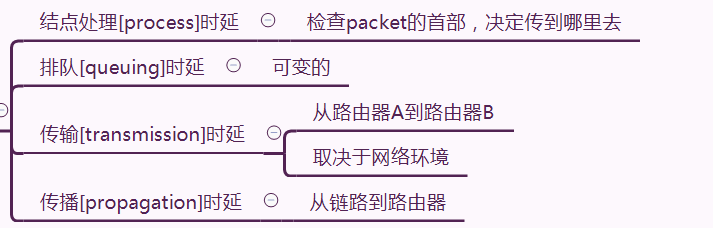 结点处理[process]时延
检查packet的首部，决定传到哪里去
排队[queuing]时延
可变的
传输[transmission]时延
从路由器A到路由器B
取决于网络环境
传播[propagation]时延
从链路到路由器